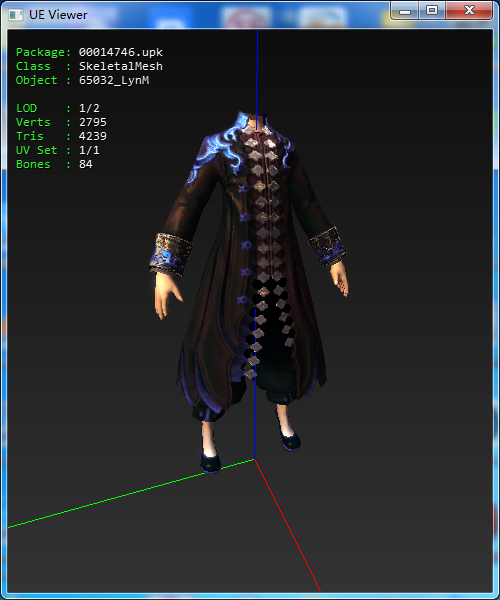 UE Viewer
Package: 00014746.upk
Class  : SkeletalMesh
Object : 65032_LynM
LOD    : 1/2
Verts  : 2795
Tris   : 4239
UV Set : 1/1
Bones  : 84